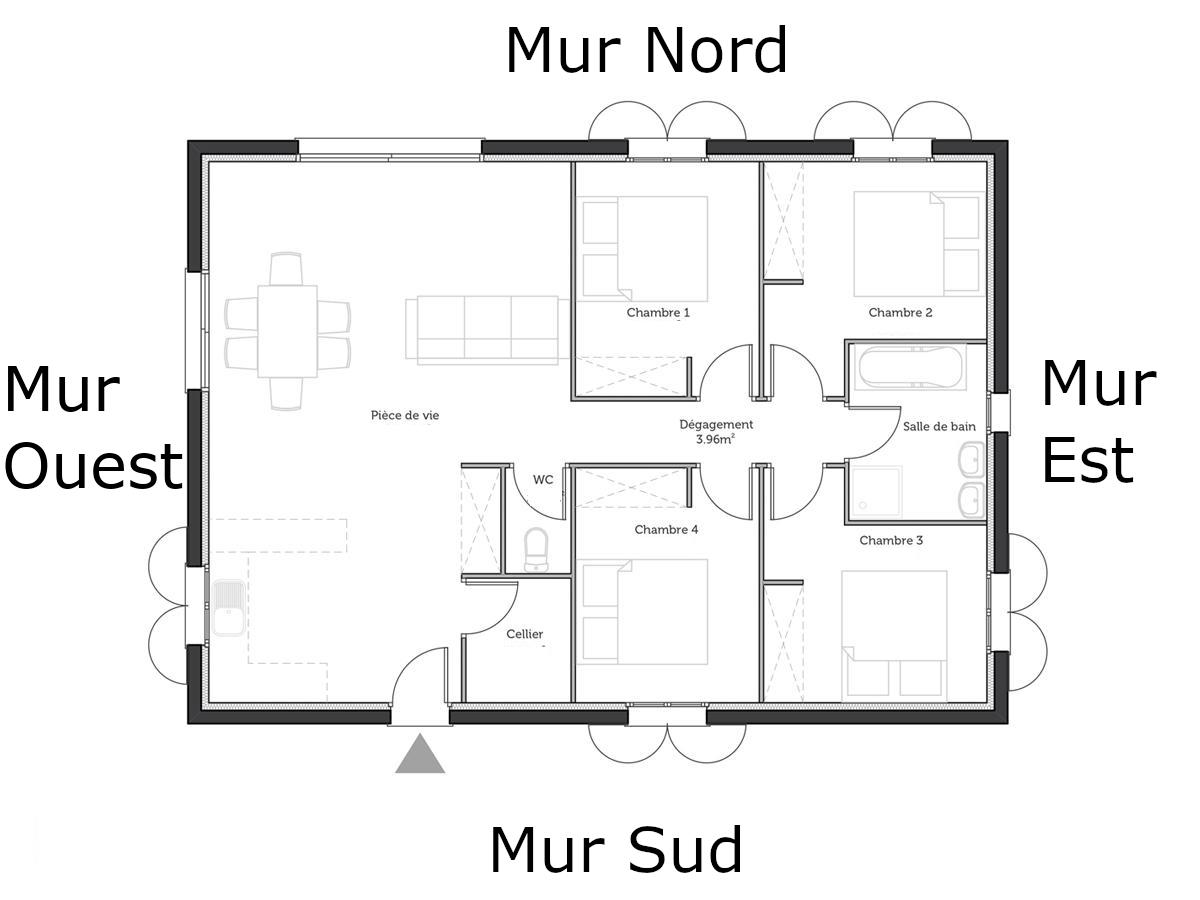 Mur Nord
Chambre 1
Chambre 2
Mur
Ouest
Mur
Est
Pièce de vie
Dégagement
3.96m²
Salle de bain
WC
Chambre 4
Chambre 3
Cellier
Mur Sud